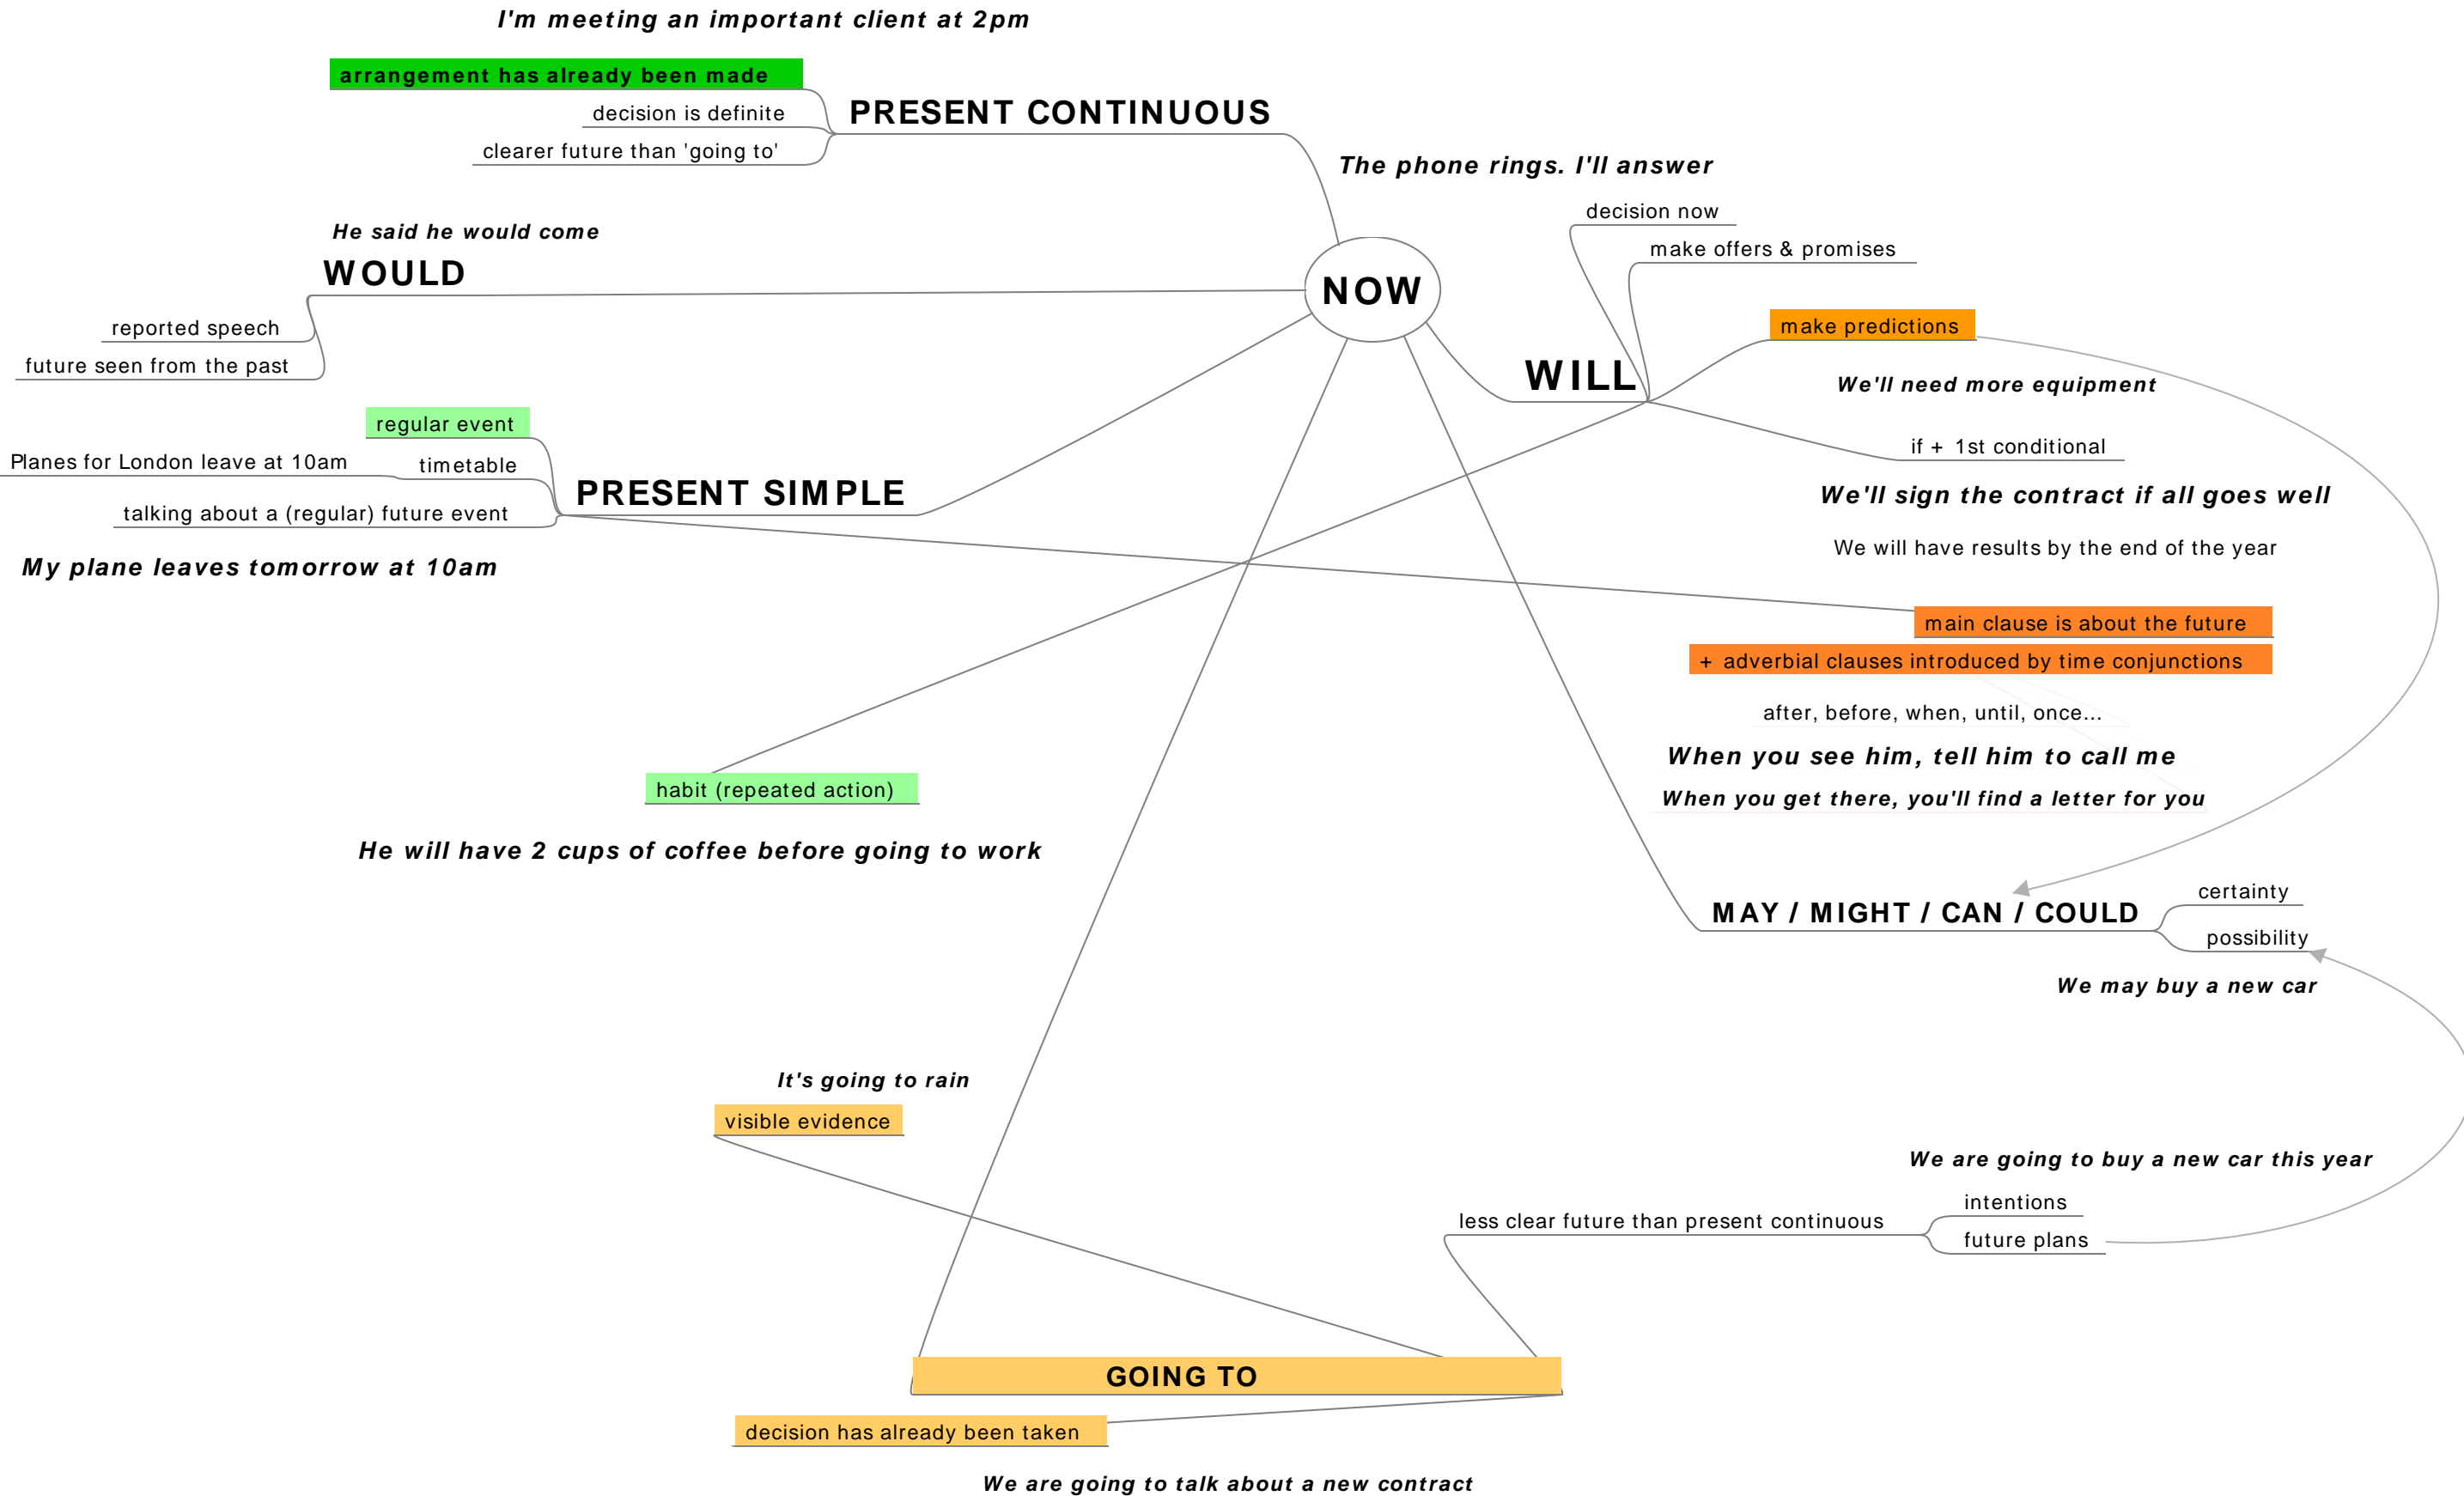 I'm meeting an important client at 2pm
arrangement has already been made
decision is definite
clearer future than 'going to'
PRESENT CONTINUOUS
The phone rings. I'll answer
decision now
make offers & promises
He said he would come
WOULD
reported speech
future seen from the past
NOW
make predictions
WILL
We'll need more equipment
if + 1st conditional
We'll sign the contract if all goes well
We will have results by the end of the year
regular event
Planes for London leave at 10am
timetable
talking about a (regular) future event
PRESENT SIMPLE
My plane leaves tomorrow at 10am
main clause is about the future
+ adverbial clauses introduced by time conjunctions
after, before, when, until, once...
When you see him, tell him to call me
When you get there, you'll find a letter for you
habit (repeated action)
He will have 2 cups of coffee before going to work
MAY / MIGHT / CAN / COULD
certainty
possibility
We may buy a new car
It's going to rain
visible evidence
We are going to buy a new car this year
less clear future than present continuous
intentions
future plans
GOING TO
decision has already been taken
We are going to talk about a new contract